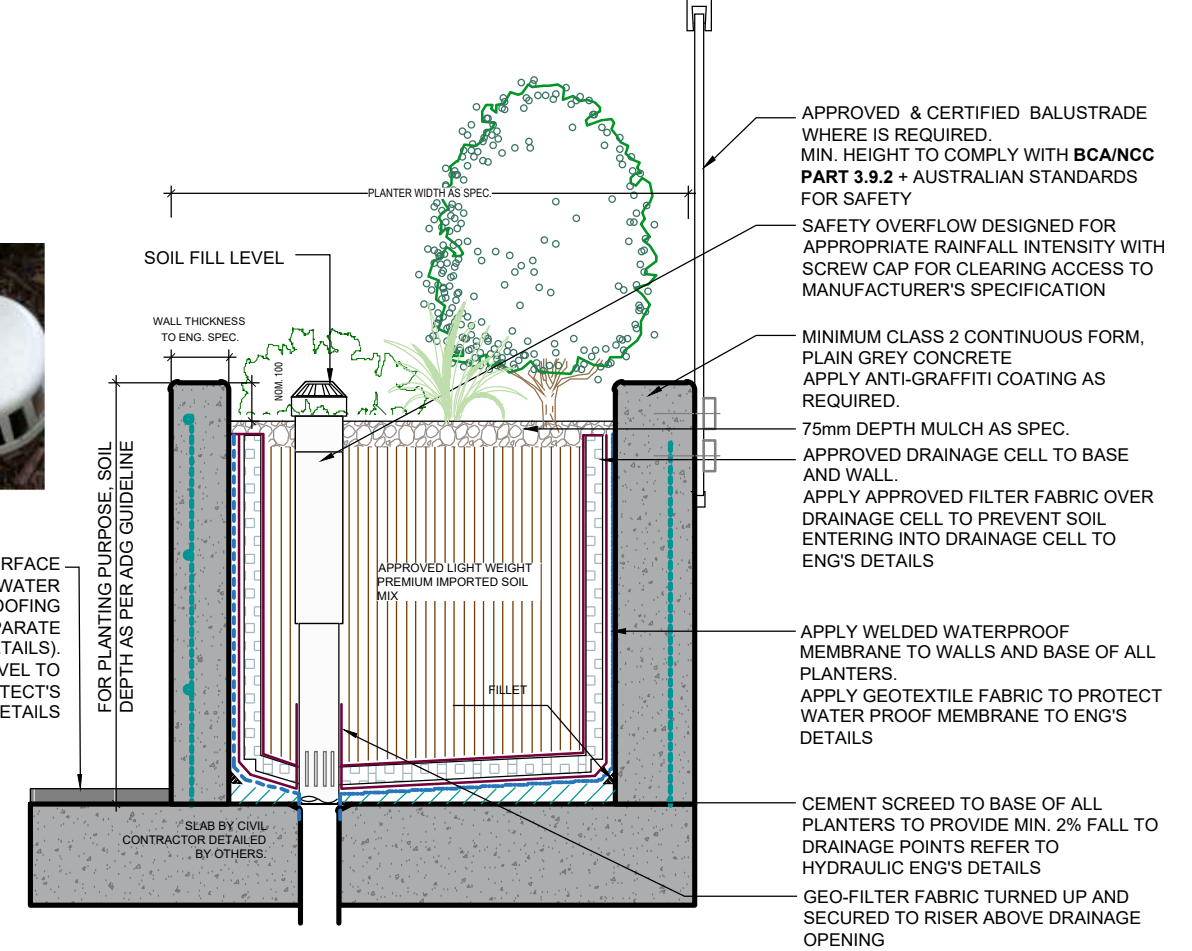 APPROVED & CERTIFIED BALUSTRADE
WHERE IS REQUIRED.
MIN. HEIGHT TO COMPLY WITH BCA/NCC
PART 3.9.2 + AUSTRALIAN STANDARDS
FOR SAFETY
PLANTER WIDTH AS SPEC.
SAFETY OVERFLOW DESIGNED FOR
APPROPRIATE RAINFALL INTENSITY WITH
SCREW CAP FOR CLEARING ACCESS TO
MANUFACTURER'S SPECIFICATION
SOIL FILL LEVEL
WALL THICKNESS
TO ENG. SPEC.
NOM. 100
MINIMUM CLASS 2 CONTINUOUS FORM,
PLAIN GREY CONCRETE
APPLY ANTI-GRAFFITI COATING AS
REQUIRED.
75mm DEPTH MULCH AS SPEC.
APPROVED DRAINAGE CELL TO BASE
AND WALL.
APPLY APPROVED FILTER FABRIC OVER
DRAINAGE CELL TO PREVENT SOIL
ENTERING INTO DRAINAGE CELL TO
ENG'S DETAILS
FOR PLANTING PURPOSE, SOIL
DEPTH AS PER ADG GUIDELINE
APPROVED LIGHT WEIGHT
PREMIUM IMPORTED SOIL
MIX
RFACE
WATER
OOFING
PARATE
TAILS).
VEL TO
TECT'S
ETAILS
FILLET
APPLY WELDED WATERPROOF
MEMBRANE TO WALLS AND BASE OF ALL
PLANTERS.
APPLY GEOTEXTILE FABRIC TO PROTECT
WATER PROOF MEMBRANE TO ENG'S
DETAILS
SLAB BY CIVIL
CONTRACTOR DETAILED
BY OTHERS.
CEMENT SCREED TO BASE OF ALL
PLANTERS TO PROVIDE MIN. 2% FALL TO
DRAINAGE POINTS REFER TO
HYDRAULIC ENG'S DETAILS
GEO-FILTER FABRIC TURNED UP AND
SECURED TO RISER ABOVE DRAINAGE
OPENING